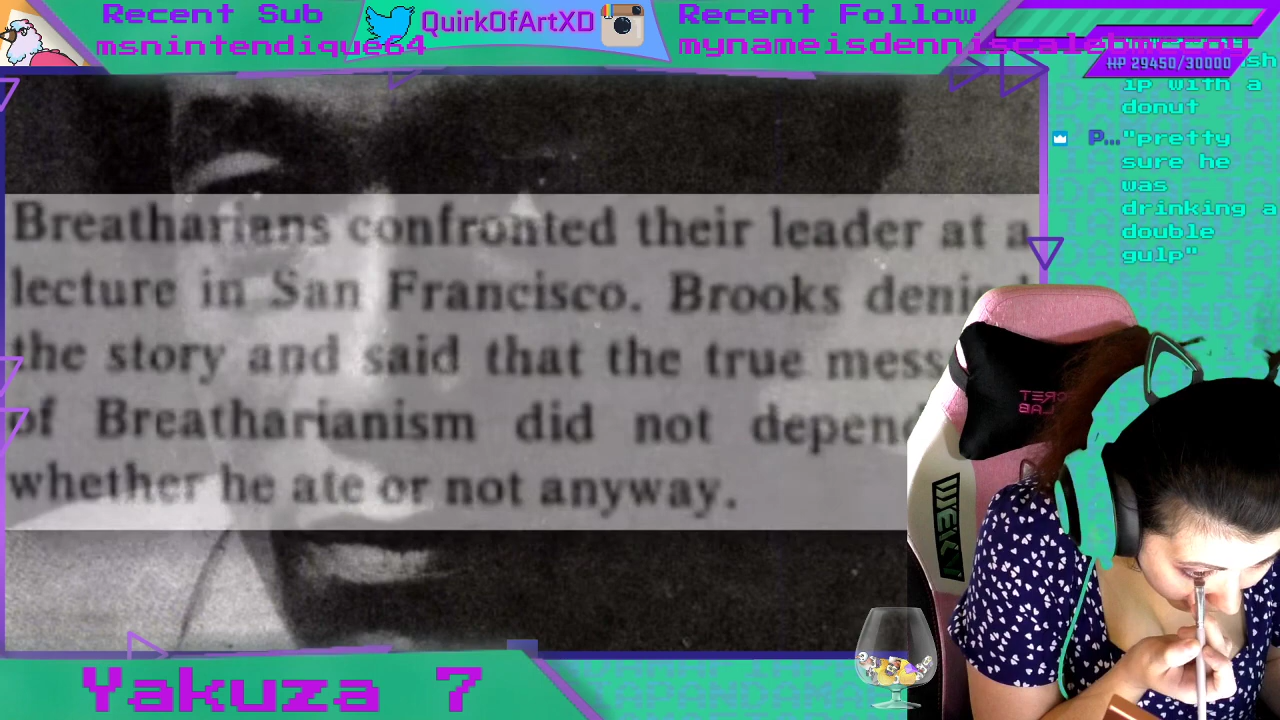 Recent Sub
msnintendique64
QuirkOfArtXD
Recent Follow
HP 29450/30000
sh
ip with a
donut
P... "pretty
sure he
was
drinking a
double
gulp"
Breatharians confronted their leader at a
lecture in San Francisco. Brooks denied
the story and said that the true mess
of Breatharianism did not depend
whether he ate or not anyway.
Yakuza 7